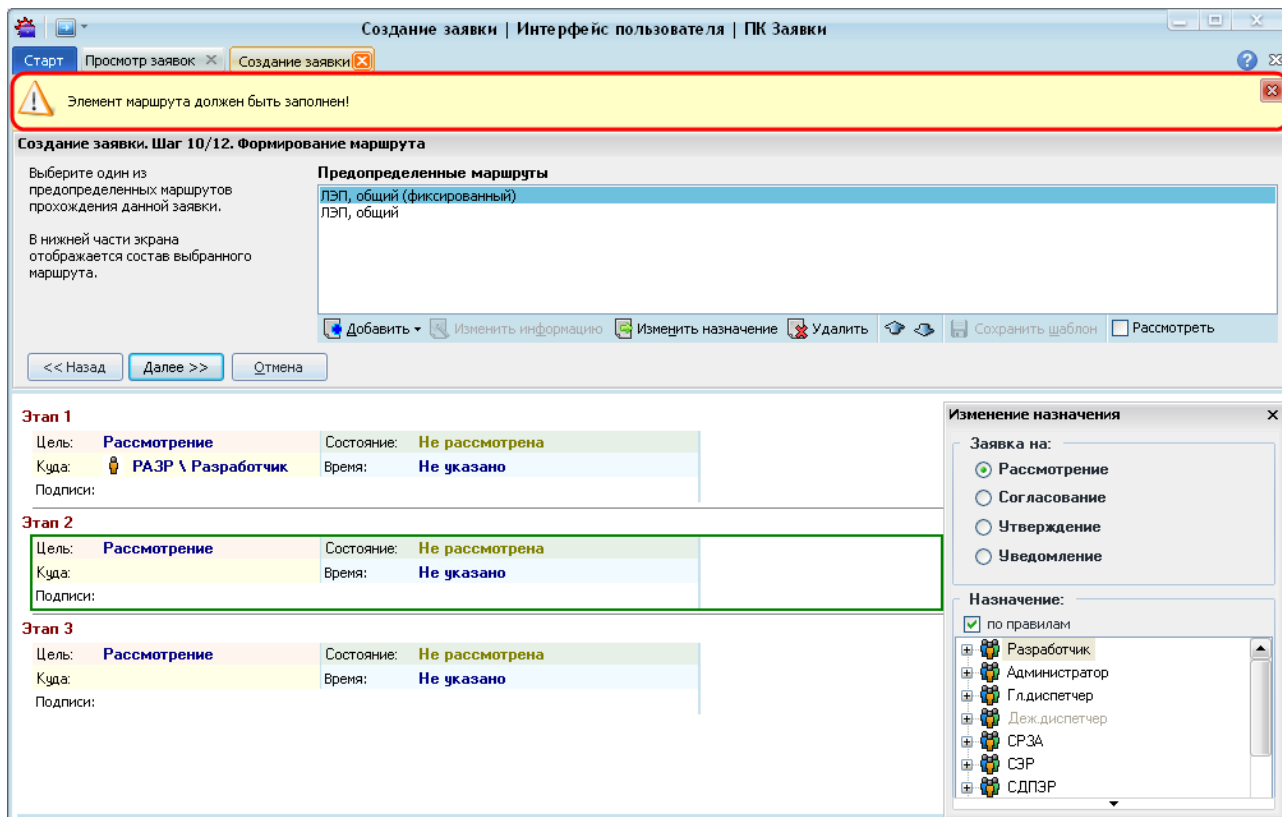 Создание заявки | Интерфейс пользователя | ПК Заявки
Старт Просмотр заявок Создание заявки
Элемент маршрута должен быть заполнен!
Создание заявки. Шаг 10/12. Формирование маршрута
Выберите один из
предопределенных маршрутов
прохождения данной заявки.
В нижней части экрана
отображается состав выбранного
маршрута.
Предопределенные маршруты
ЛЭП, общий (фиксированный)
ЛЭП, общий
Добавить Изменить информацию Изменить назначение Удалить Сохранить шаблон Рассмотреть
<< Назад Далее >> Отмена
Этап 1
Цель: Рассмотрение Состояние: Не рассмотрена
Куда: РАЗР \ Разработчик Время: Не указано
Подписи:
Этап 2
Цель: Рассмотрение Состояние: Не рассмотрена
Куда: Время: Не указано
Подписи:
Этап 3
Цель: Рассмотрение Состояние: Не рассмотрена
Куда: Время: Не указано
Подписи:
Изменение назначения
Заявка на:
Рассмотрение
Согласование
Утверждение
Уведомление
Назначение:
по правилам
Разработчик
Администратор
Гл.диспетчер
Деж.диспетчер
СРЗА
СЭР
СДПЭР